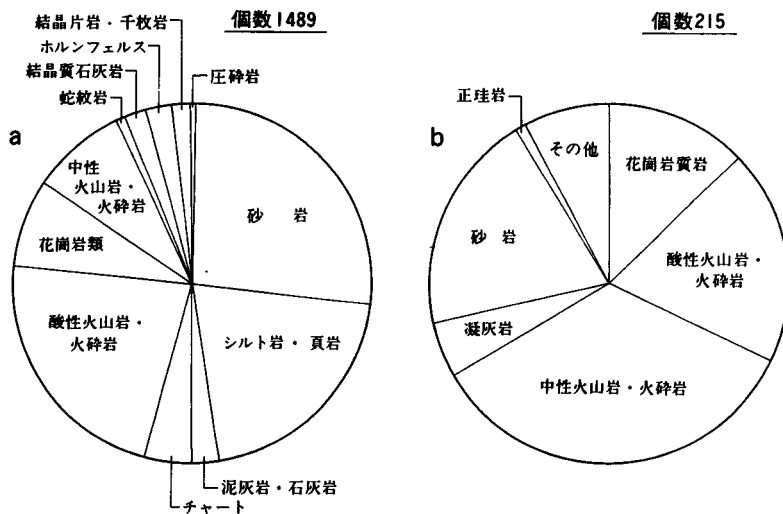 個数1489
結晶片岩・千枚岩
ホルンフェルス
結晶質石灰岩
蛇紋岩
圧砕岩
a
中性
火山岩・
火砕岩
花崗岩類
酸性火山岩・
火砕岩
砂 岩
シルト岩・頁岩
泥灰岩・石灰岩
チャート
個数215
正珪岩
b
その他
花崗岩質岩
砂 岩
酸性火山岩・
火砕岩
凝灰岩
中性火山岩・火砕岩